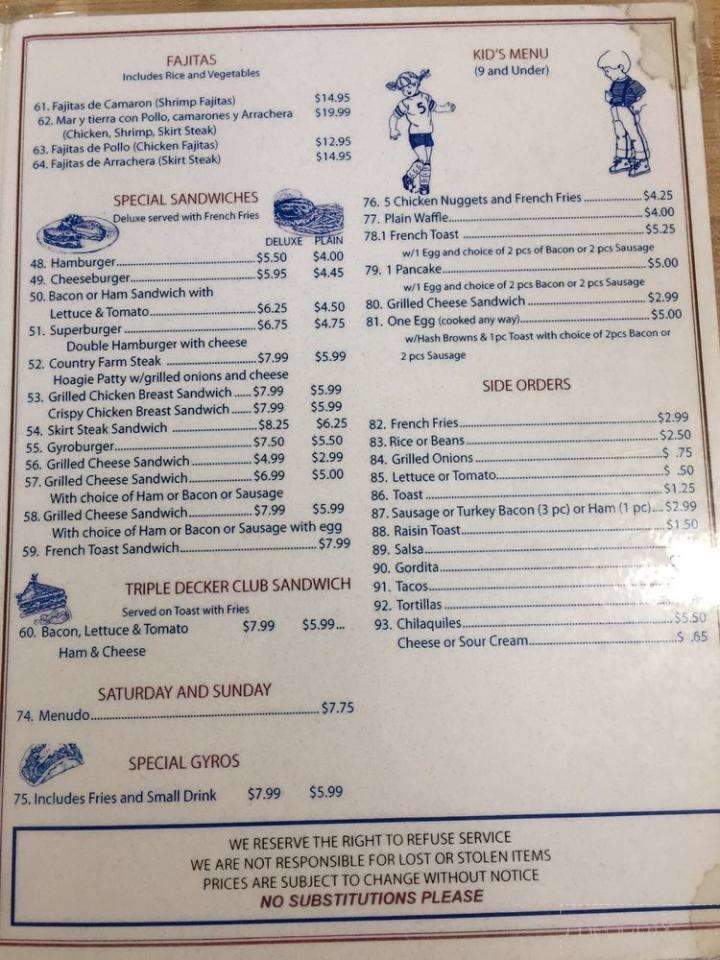 FAJITAS
Includes Rice and Vegetables
61. Fajitas de Camaron (Shrimp Fajitas) $14.95
62. Mar y tierra con Pollo, camarones y Arrachera $19.99
(Chicken, Shrimp, Skirt Steak)
63. Fajitas de Pollo (Chicken Fajitas) $12.95
64. Fajitas de Arrachera (Skirt Steak) $14.95
SPECIAL SANDWICHES
Deluxe served with French Fries
DELUXE PLAIN
48. Hamburger $5.50 $4.00
49. Cheeseburger $5.95 $4.45
50. Bacon or Ham Sandwich with
Lettuce & Tomato $6.25 $4.50
51. Superburger $6.75 $4.75
Double Hamburger with cheese
52. Country Farm Steak $7.99 $5.99
Hoagie Patty w/grilled onions and cheese
53. Grilled Chicken Breast Sandwich $7.99 $5.99
Crispy Chicken Breast Sandwich $7.99 $5.99
54. Skirt Steak Sandwich $8.25 $6.25
55. Gyroburger $7.50 $5.50
56. Grilled Cheese Sandwich $4.99 $2.99
57. Grilled Cheese Sandwich $6.99 $5.00
With choice of Ham or Bacon or Sausage
58. Grilled Cheese Sandwich $7.99 $5.99
With choice of Ham or Bacon or Sausage with egg
59. French Toast Sandwich $7.99
TRIPLE DECKER CLUB SANDWICH
Served on Toast with Fries
60. Bacon, Lettuce & Tomato $7.99 $5.99...
Ham & Cheese
SATURDAY AND SUNDAY
74. Menudo $7.75
SPECIAL GYROS
75. Includes Fries and Small Drink $7.99 $5.99
KID'S MENU
(9 and Under)
5
76. 5 Chicken Nuggets and French Fries $4.25
77. Plain Waffle $4.00
78.1 French Toast $5.25
w/1 Egg and choice of 2 pcs of Bacon or 2 pcs Sausage
79. 1 Pancake $5.00
w/1 Egg and choice of 2 pcs Bacon or 2 pcs Sausage
80. Grilled Cheese Sandwich $2.99
81. One Egg (cooked any way) $5.00
w/Hash Browns & 1pc Toast with choice of 2pcs Bacon or
2 pcs Sausage
SIDE ORDERS
82. French Fries $2.99
83. Rice or Beans $2.50
84. Grilled Onions $ .75
85. Lettuce or Tomato $ .50
86. Toast $1.25
87. Sausage or Turkey Bacon (3 pc) or Ham (1 pc) $2.99
88. Raisin Toast $1.50
89. Salsa
90. Gordita
91. Tacos
92. Tortillas
93. Chilaquiles $5.50
Cheese or Sour Cream $ .65
WE RESERVE THE RIGHT TO REFUSE SERVICE
WE ARE NOT RESPONSIBLE FOR LOST OR STOLEN ITEMS
PRICES ARE SUBJECT TO CHANGE WITHOUT NOTICE
NO SUBSTITUTIONS PLEASE